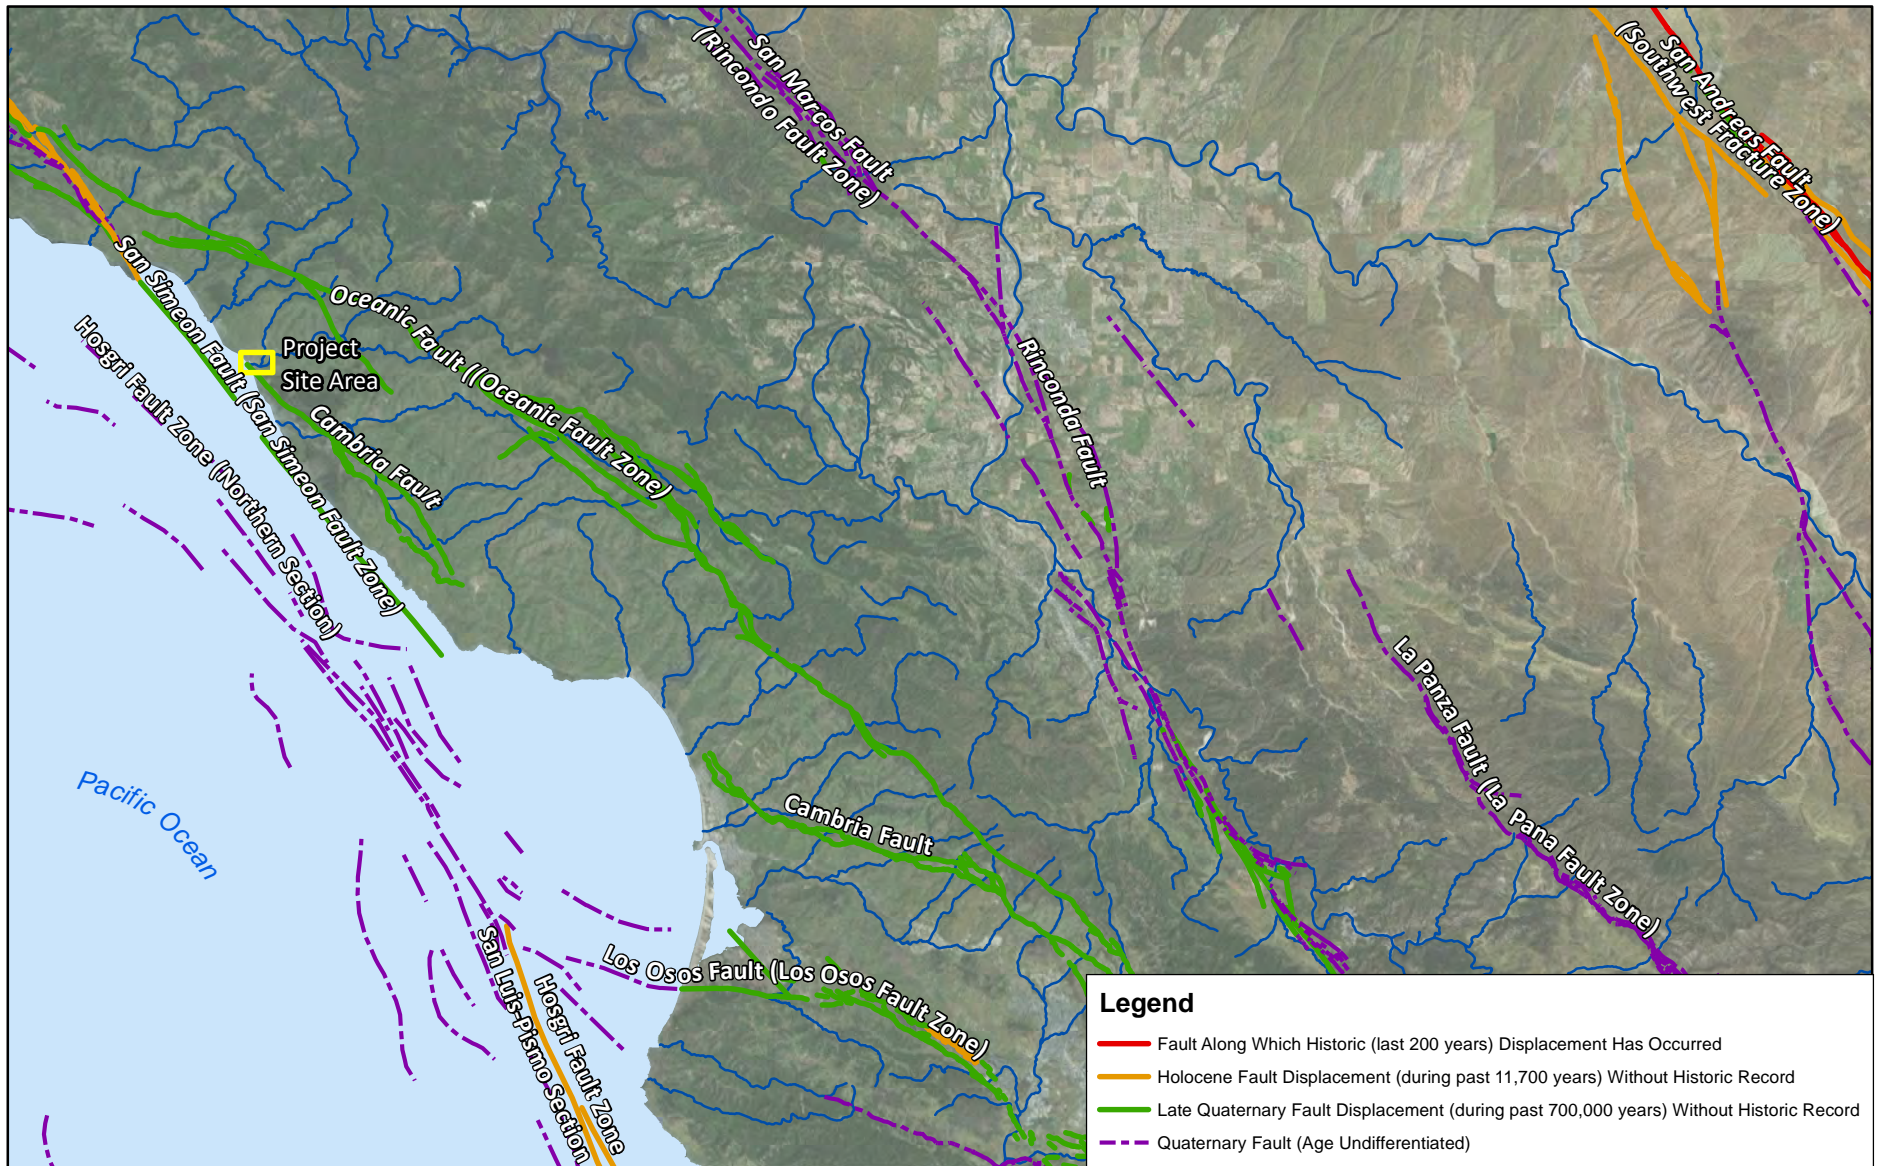 San Marcos Fault
(Rincondo Fault Zone)
San Andreas Fault
(Southwest Fracture Zone)
San Simeon Fault (San Simeon Fault Zone)
Oceanic Fault ((Oceanic Fault Zone)
Hosgri Fault Zone (Northern Section)
Project
Site Area
Cambria Fault
Rinconda Fault
La Panza Fault (La Pana Fault Zone)
Pacific Ocean
Cambria Fault
Los Osos Fault (Los Osos Fault Zone)
Hosgri Fault Zone
San Luis-Pismo Section
Legend
Fault Along Which Historic (last 200 years) Displacement Has Occurred
Holocene Fault Displacement (during past 11,700 years) Without Historic Record
Late Quaternary Fault Displacement (during past 700,000 years) Without Historic Record
Quaternary Fault (Age Undifferentiated)